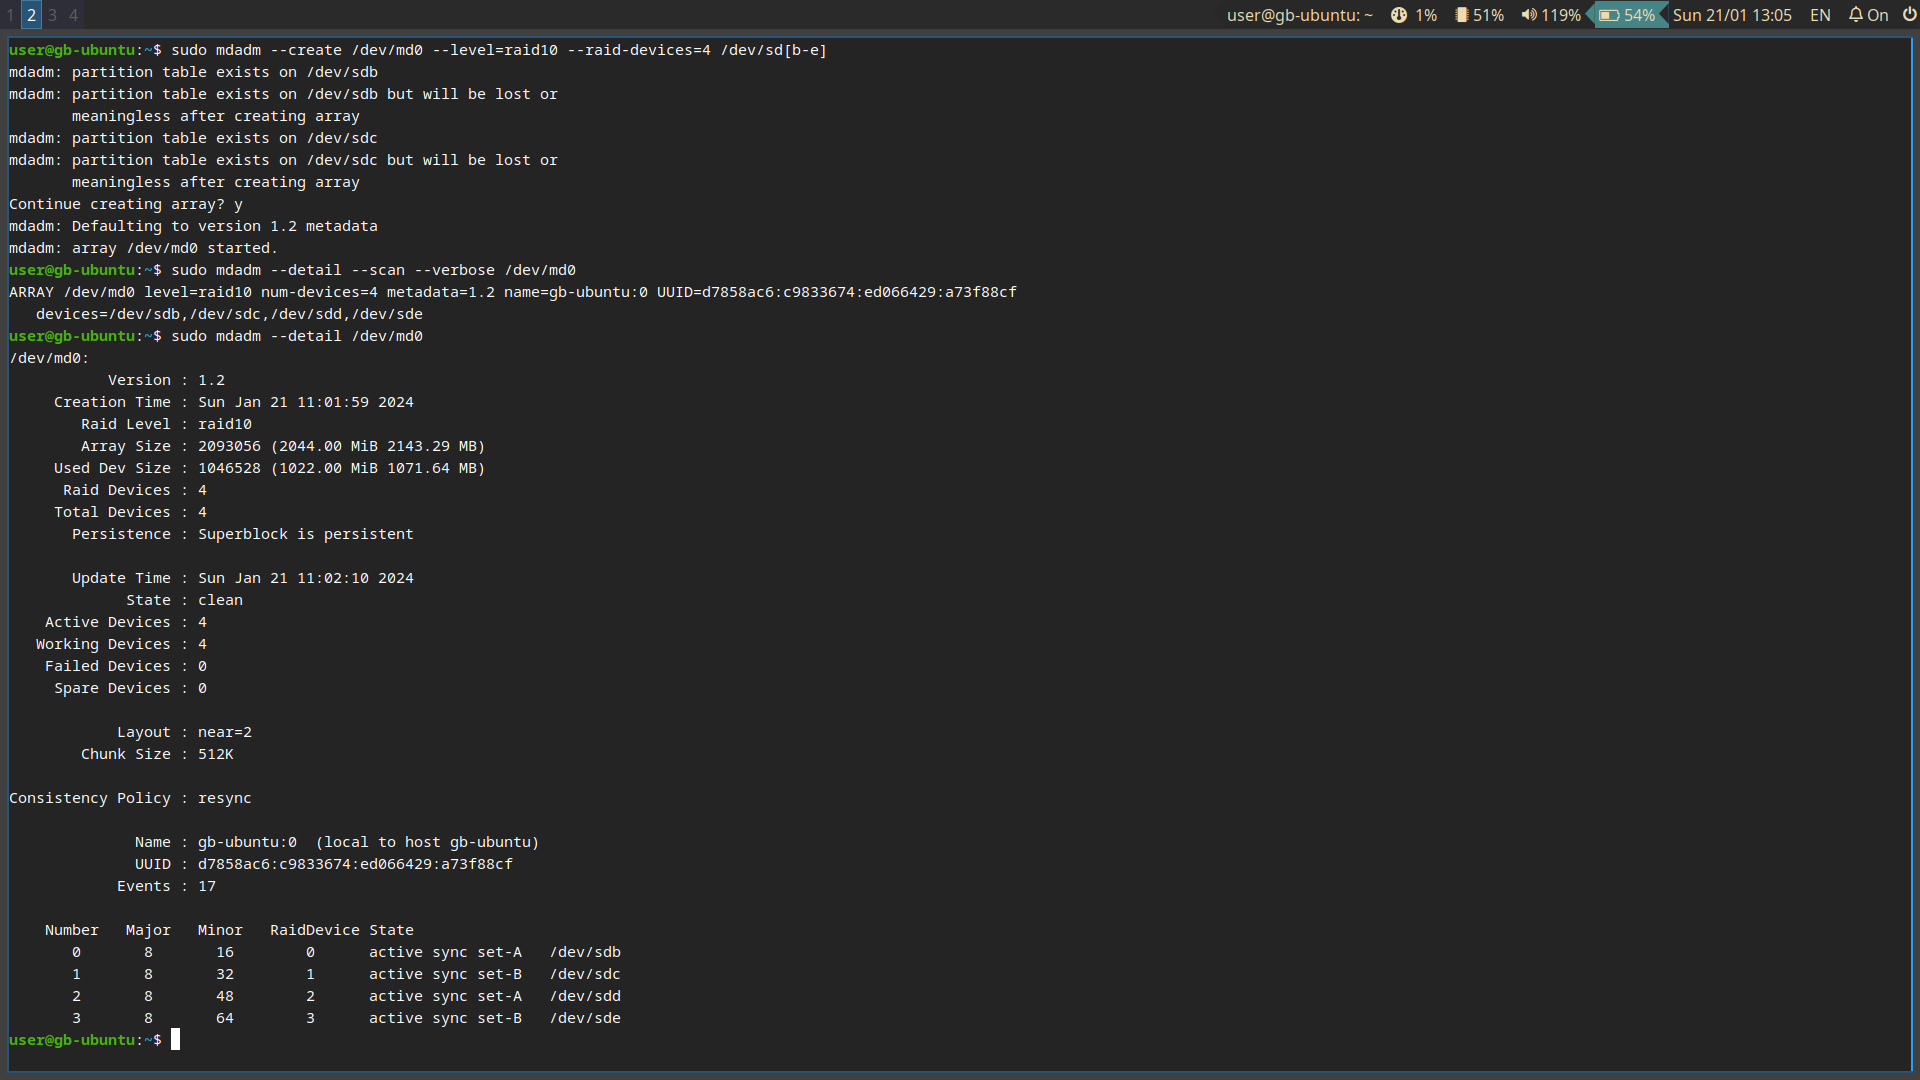 1 2 3 4 user@gb-ubuntu: ~ 1% 51% 119% 54% Sun 21/01 13:05 EN On
user@gb-ubuntu:~$ sudo mdadm --create /dev/md0 --level=raid10 --raid-devices=4 /dev/sd[b-e]
mdadm: partition table exists on /dev/sdb
mdadm: partition table exists on /dev/sdb but will be lost or
       meaningless after creating array
mdadm: partition table exists on /dev/sdc
mdadm: partition table exists on /dev/sdc but will be lost or
       meaningless after creating array
Continue creating array? y
mdadm: Defaulting to version 1.2 metadata
mdadm: array /dev/md0 started.
user@gb-ubuntu:~$ sudo mdadm --detail --scan --verbose /dev/md0
ARRAY /dev/md0 level=raid10 num-devices=4 metadata=1.2 name=gb-ubuntu:0 UUID=d7858ac6:c9833674:ed066429:a73f88cf
   devices=/dev/sdb,/dev/sdc,/dev/sdd,/dev/sde
user@gb-ubuntu:~$ sudo mdadm --detail /dev/md0
/dev/md0:
           Version : 1.2
     Creation Time : Sun Jan 21 11:01:59 2024
        Raid Level : raid10
        Array Size : 2093056 (2044.00 MiB 2143.29 MB)
     Used Dev Size : 1046528 (1022.00 MiB 1071.64 MB)
      Raid Devices : 4
     Total Devices : 4
       Persistence : Superblock is persistent
       Update Time : Sun Jan 21 11:02:10 2024
             State : clean
    Active Devices : 4
   Working Devices : 4
    Failed Devices : 0
     Spare Devices : 0
            Layout : near=2
        Chunk Size : 512K
Consistency Policy : resync
              Name : gb-ubuntu:0  (local to host gb-ubuntu)
              UUID : d7858ac6:c9833674:ed066429:a73f88cf
            Events : 17
    Number   Major   Minor   RaidDevice State
       0       8       16        0      active sync set-A   /dev/sdb
       1       8       32        1      active sync set-B   /dev/sdc
       2       8       48        2      active sync set-A   /dev/sdd
       3       8       64        3      active sync set-B   /dev/sde
user@gb-ubuntu:~$